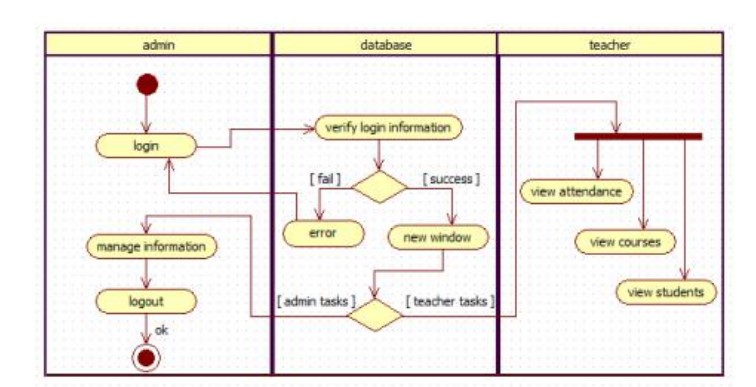 admin
database
teacher
login
verify login information
[ fail ]
[ success ]
error
new window
view attendance
view courses
view students
manage information
logout
ok
[ admin tasks ]
[ teacher tasks ]